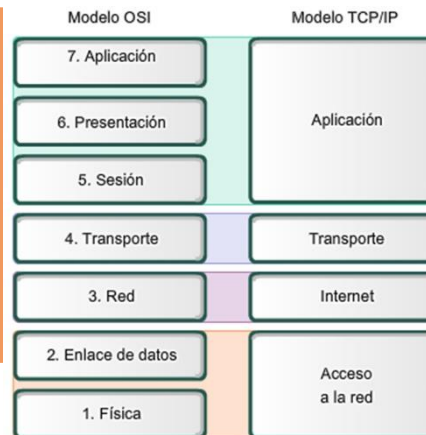 Modelo OSI
Modelo TCP/IP
7. Aplicación
6. Presentación
5. Sesión
Aplicación
4. Transporte
Transporte
3. Red
Internet
2. Enlace de datos
1. Física
Acceso
a la red